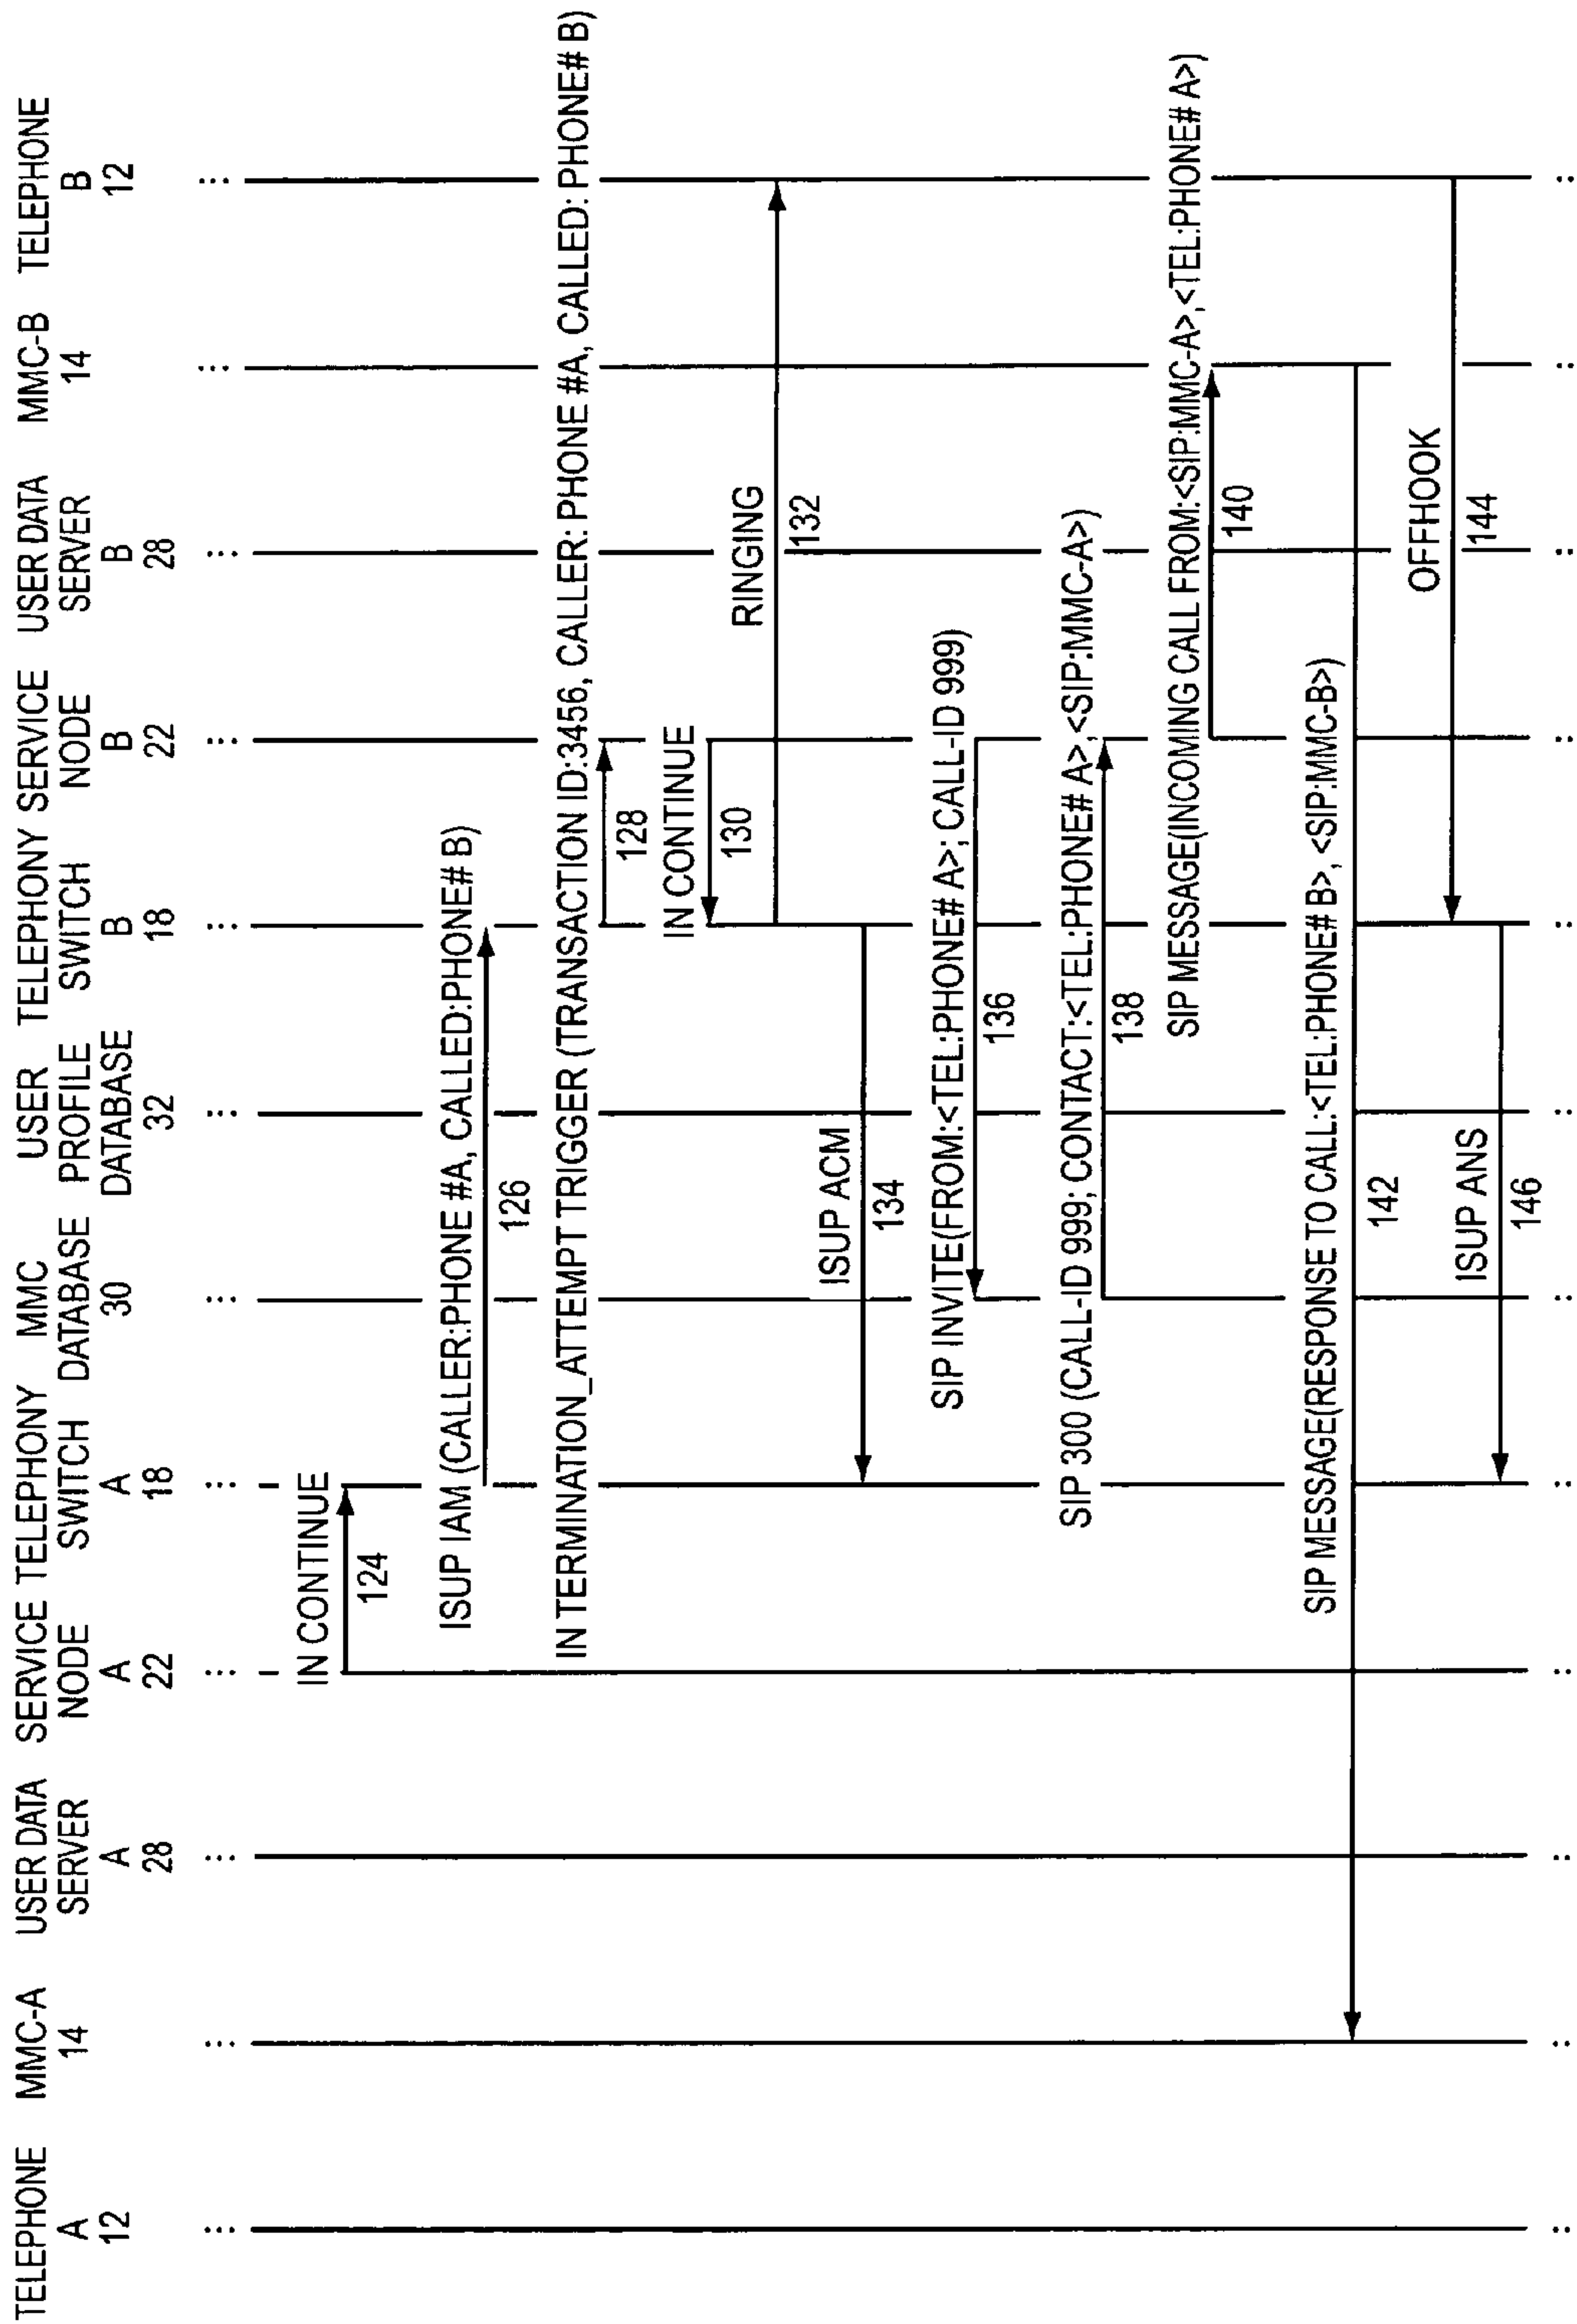 TELEPHONE
A
12
MMC-A
14
USER DATA
SERVER
A
28
SERVICE
NODE
A
22
TELEPHONY
SWITCH
A
18
MMC
DATABASE
30
USER
PROFILE
DATABASE
32
TELEPHONY
SWITCH
B
18
SERVICE
NODE
B
22
USER DATA
SERVER
B
28
MMC-B
14
TELEPHONE
B
12
IN CONTINUE
124
ISUP IAM (CALLER:PHONE #A, CALLED:PHONE# B)
126
IN TERMINATION_ATTEMPT TRIGGER (TRANSACTION ID:3456, CALLER: PHONE #A, CALLED: PHONE# B)
128
IN CONTINUE
130
RINGING
132
ISUP ACM
134
SIP INVITE(FROM:<TEL:PHONE# A>; CALL-ID 999)
136
SIP 300 (CALL-ID 999; CONTACT:<TEL:PHONE# A>,<SIP:MMC-A>)
138
SIP MESSAGE(INCOMING CALL FROM:<SIP:MMC-A>,<TEL:PHONE# A>)
140
SIP MESSAGE(RESPONSE TO CALL:<TEL:PHONE# B>, <SIP:MMC-B>)
142
OFFHOOK
144
ISUP ANS
146